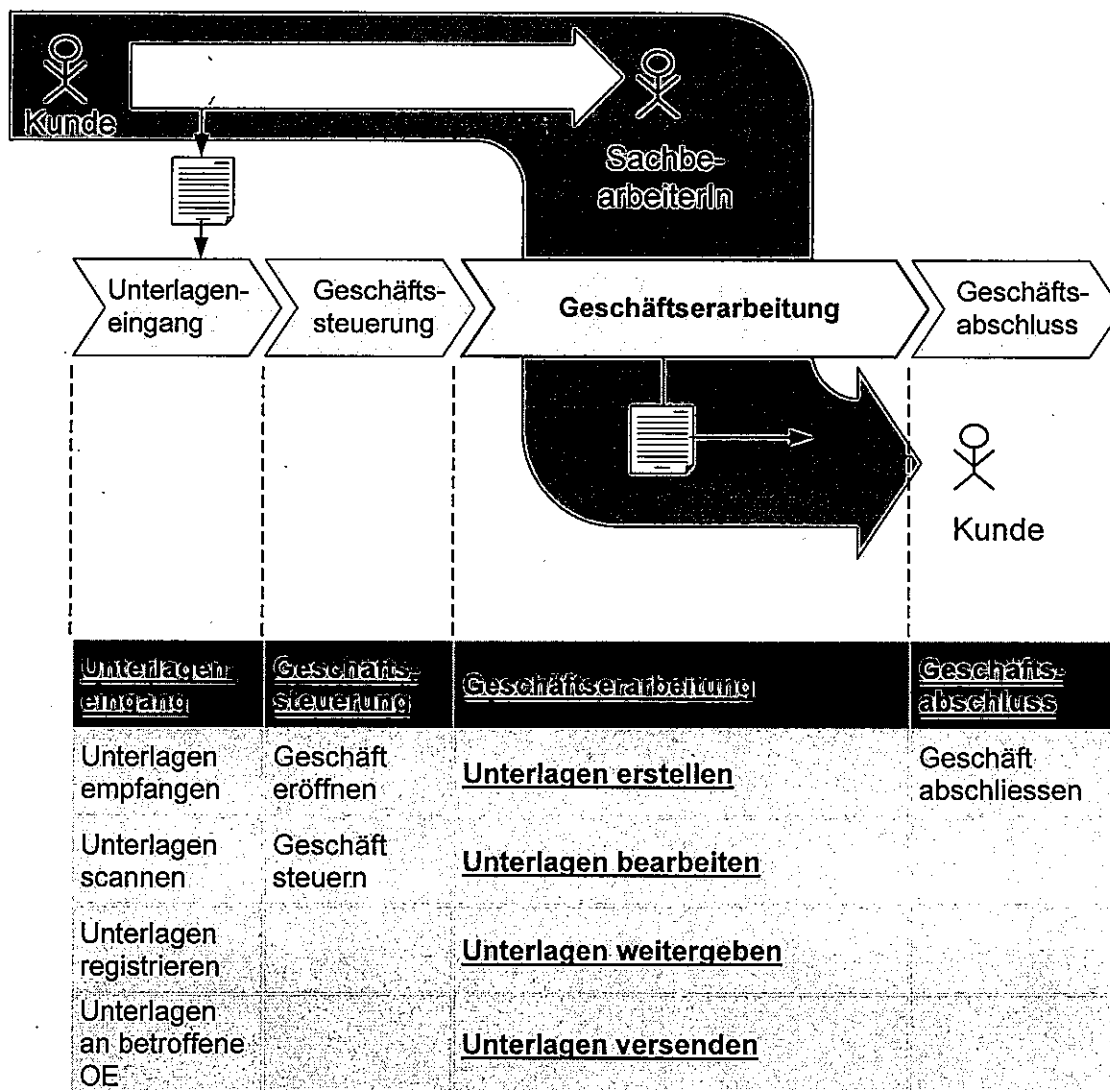 Kunde
Sachbe-
arbeiterIn
Unterlagen-
eingang
Geschäfts-
steuerung
Geschäftserarbeitung
Geschäfts-
abschluss
Kunde
Unterlagen-
eingang
Geschäfts-
steuerung
Geschäftserarbeitung
Geschäfts-
abschluss
Unterlagen
empfangen
Geschäft
eröffnen
Unterlagen erstellen
Geschäft
abschliessen
Unterlagen
scannen
Geschäft
steuern
Unterlagen bearbeiten
Unterlagen
registrieren
Unterlagen weitergeben
Unterlagen
an betroffene
OE
Unterlagen versenden